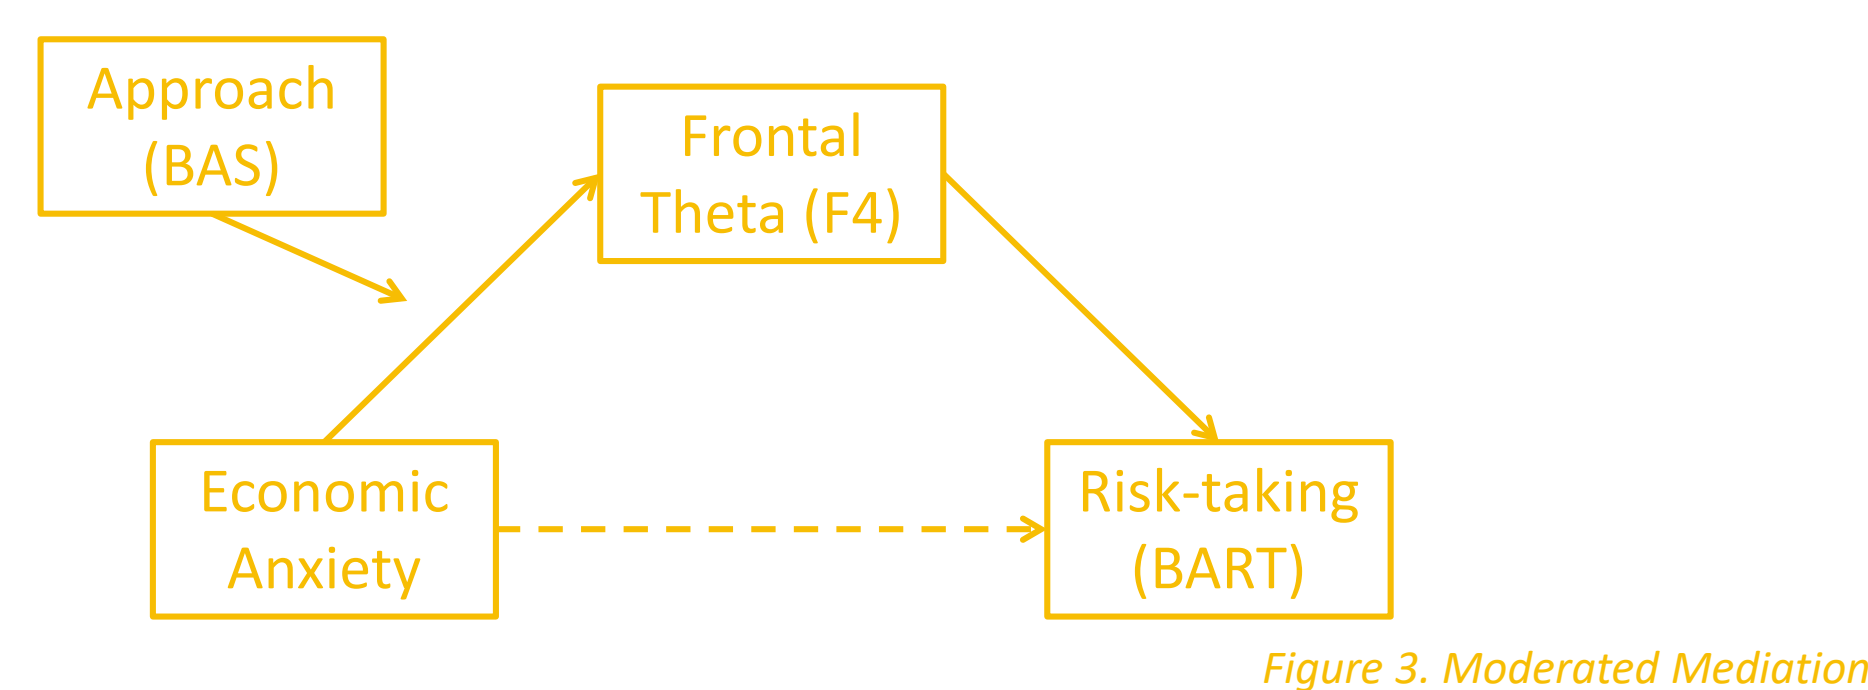 Approach
(BAS)
Frontal
Theta (F4)
Economic
Anxiety
Risk-taking
(BART)
Figure 3. Moderated Mediation